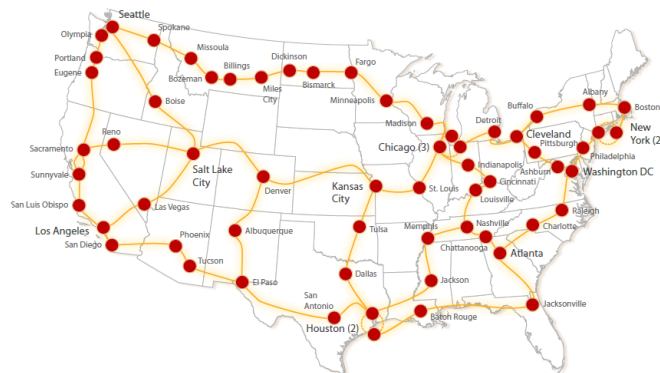 Seattle
Olympia
Spokane
Portland
Missoula
Eugene
Bozeman
Billings
Miles
City
Dickinson
Bismarck
Fargo
Minneapolis
Madison
Detroit
Buffalo
Albany
Boston
Boise
Reno
Sacramento
Sunnyvale
Salt Lake
City
Chicago (3)
Cleveland
New
York (2
Pittsburgh
Philadelphia
Ashburn
Washington DC
Indianapolis
Cincinnati
Louisville
San Luis Obispo
Las Vegas
Denver
Kansas
City
St. Louis
Los Angeles
San Diego
Phoenix
Tucson
Albuquerque
El Paso
Tulsa
Dallas
Memphis
Nashville
Raleigh
Charlotte
Chattanooga
Atlanta
Jackson
San
Antonio
Houston (2)
Baton Rouge
Jacksonville